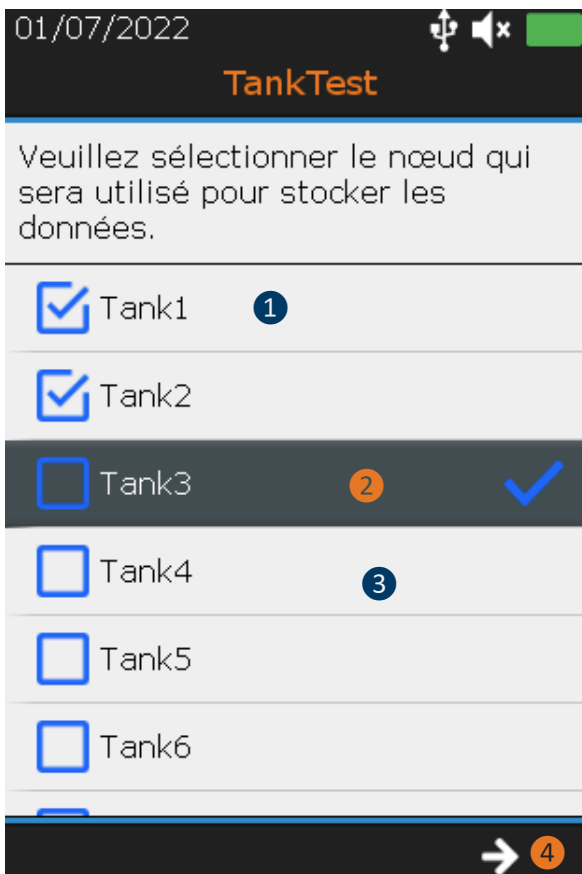 01/07/2022
TankTest
Veuillez sélectionner le nœud qui
sera utilisé pour stocker les
données.
Tank1 1
Tank2
Tank3 2
Tank4 3
Tank5
Tank6
4